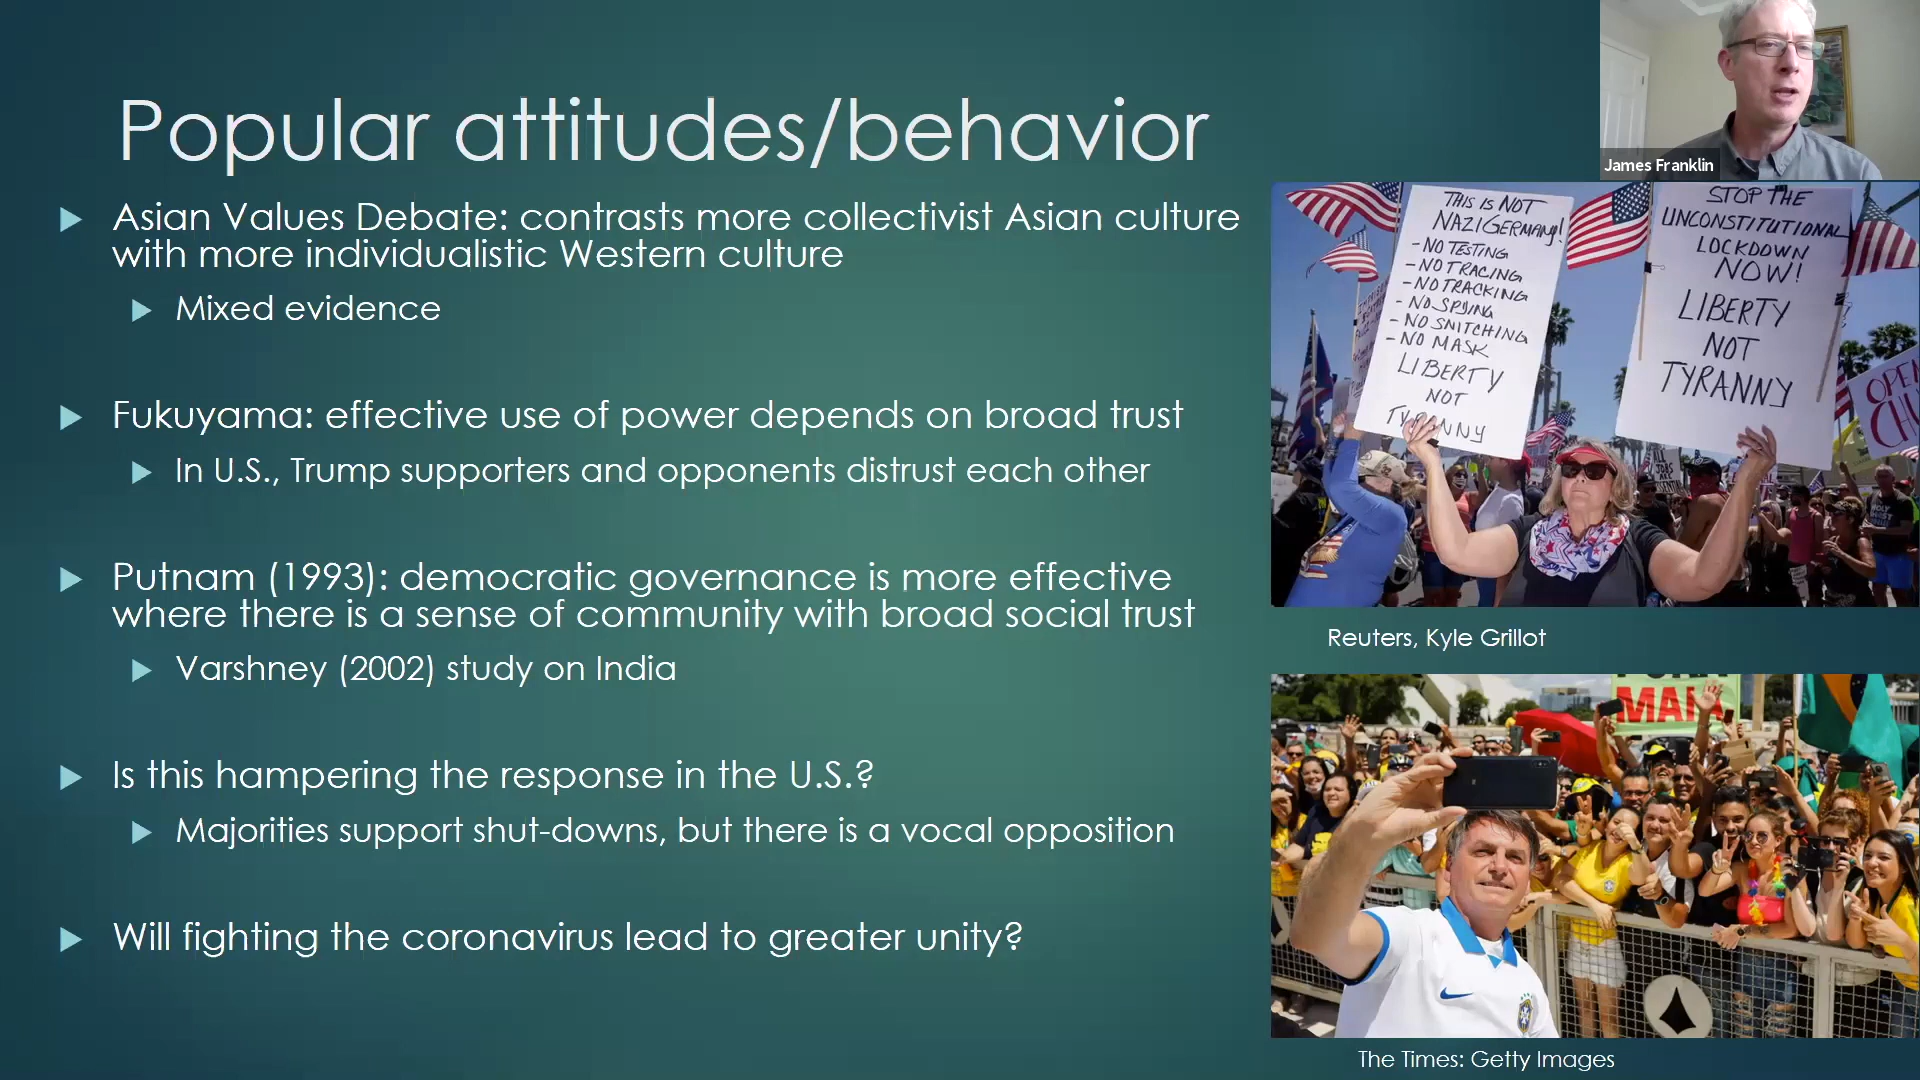 Popular attitudes/behavior
James Franklin
Asian Values Debate: contrasts more collectivist Asian culture
with more individualistic Western culture
Mixed evidence
Fukuyama: effective use of power depends on broad trust
In U.S., Trump supporters and opponents distrust each other
Putnam (1993): democratic governance is more effective
where there is a sense of community with broad social trust
Varshney (2002) study on India
Is this hampering the response in the U.S.?
Majorities support shut-downs, but there is a vocal opposition
Will fighting the coronavirus lead to greater unity?
THIS IS NOT
NAZI GERMANY!
- NO TESTING
- NO TRACING
- NO TRACKING
- NO SPYING
- NO SNITCHING
- NO MASK
LIBERTY
NOT
TYRANNY
STOP THE
UNCONSTITUTIONAL
LOCKDOWN
NOW!
LIBERTY
NOT
TYRANNY
OPEN
Reuters, Kyle Grillot
MAIA
The Times: Getty Images